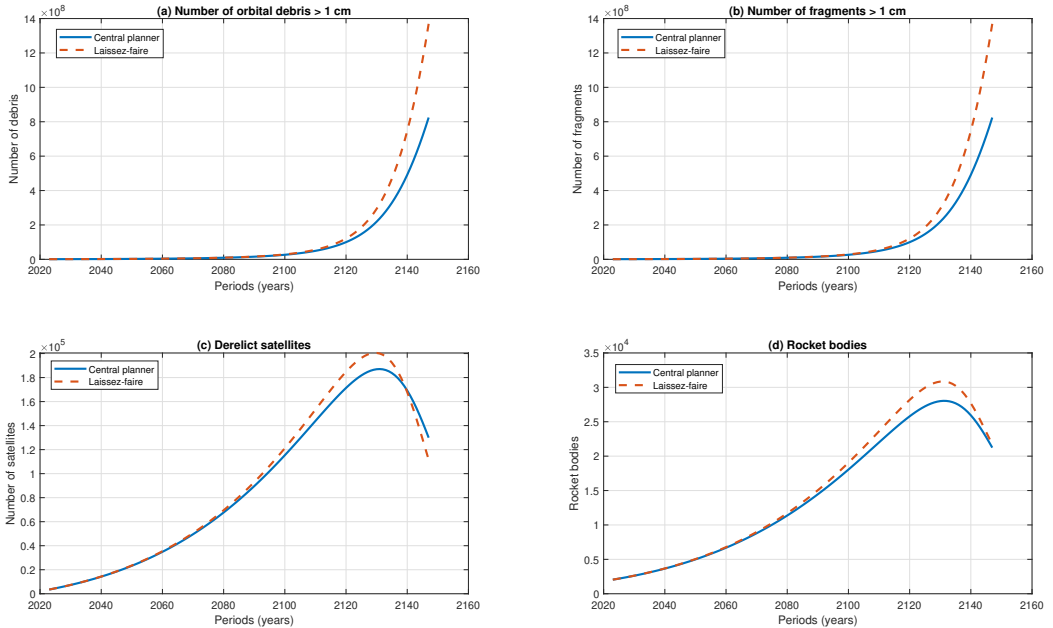 (a) Number of orbital debris > 1 cm
×10^8
14
12
10
8
6
4
2
0
Number of debris
Central planner
Laissez-faire
2020 2040 2060 2080 2100 2120 2140 2160
Periods (years)
(b) Number of fragments > 1 cm
×10^8
14
12
10
8
6
4
2
0
Number of fragments
Central planner
Laissez-faire
2020 2040 2060 2080 2100 2120 2140 2160
Periods (years)
(c) Derelict satellites
×10^5
2
1.8
1.6
1.4
1.2
1
0.8
0.6
0.4
0.2
0
Number of satellites
Central planner
Laissez-faire
2020 2040 2060 2080 2100 2120 2140 2160
Periods (years)
(d) Rocket bodies
×10^4
3.5
3
2.5
2
1.5
1
0.5
0
Rocket bodies
Central planner
Laissez-faire
2020 2040 2060 2080 2100 2120 2140 2160
Periods (years)